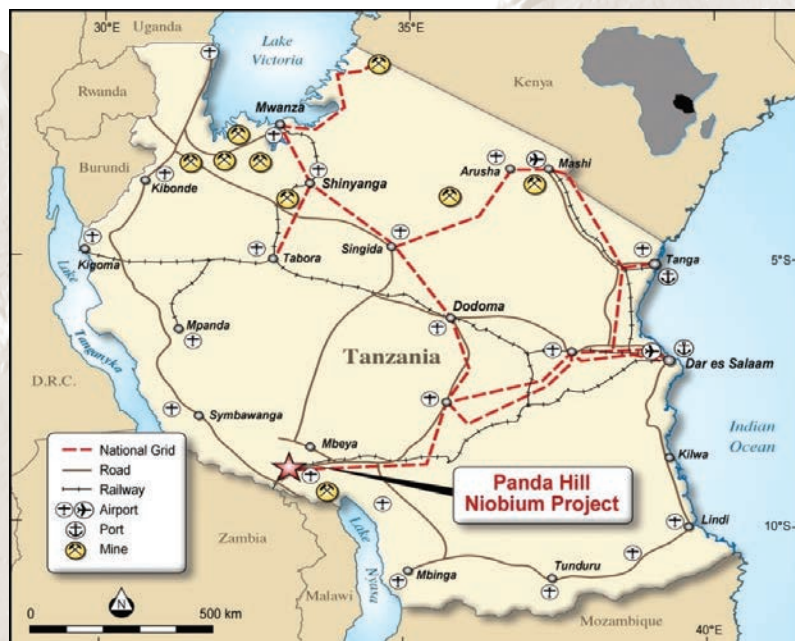 30°E
35°E
Uganda
Lake
Victoria
Kenya
Rwanda
Mwanza
Burundi
Kibonde
Shinyanga
Arusha
Mashi
Kigoma
Tabora
Singida
5°S
Tanga
Lake
Tanganyka
Mpanda
Dodoma
Tanzania
Dar es Salaam
D.R.C.
Symbawanga
Mbeya
Indian
Ocean
National Grid
Road
Railway
Airport
Port
Mine
Panda Hill
Niobium Project
Kilwa
Zambia
Lake
Nyasa
Lindi
10°S
Mbinga
Tunduru
N
0
500 km
Malawi
Mozambique
40°E